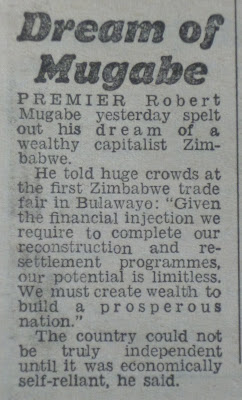 Dream of
Mugabe
PREMIER Robert
Mugabe yesterday spelt
out his dream of a
wealthy capitalist Zim-
babwe.
He told huge crowds at
the first Zimbabwe trade
fair in Bulawayo: "Given
the financial injection we
require to complete our
reconstruction and re-
settlement programmes,
our potential is limitless.
We must create wealth to
build a prosperous
nation."
The country could not
be truly independent
until it was economically
self-reliant, he said.